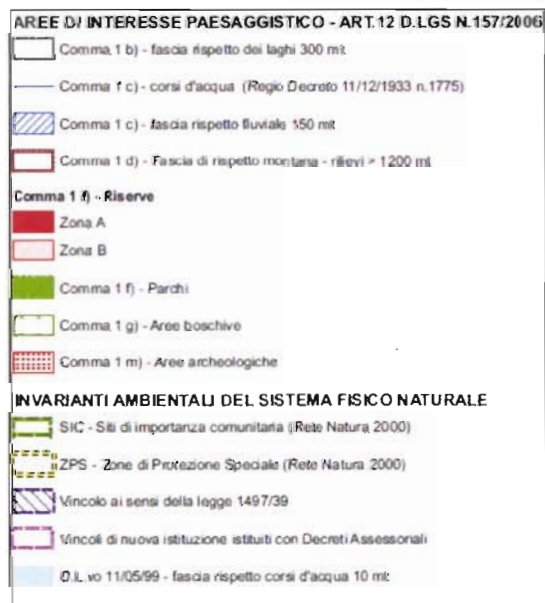 AREE DI INTERESSE PAESAGGISTICO - ART.12 D.LGS N.157/2006
Comma 1 b) - fascia rispetto dei laghi 300 mt
Comma 1 c) - corsi d'acqua (Regio Decreto 11/12/1933 n.1775)
Comma 1 c) - fascia rispetto fluviale 150 mt
Comma 1 d) - Fascia di rispetto montana - rilievi > 1200 mt
Comma 1 f) - Riserve
Zona A
Zona B
Comma 1 f) - Parchi
Comma 1 g) - Aree boschive
Comma 1 m) - Aree archeologiche
INVARIANTI AMBIENTALI DEL SISTEMA FISICO NATURALE
SIC - Siti di importanza comunitaria (Rete Natura 2000)
ZPS - Zone di Protezione Speciale (Rete Natura 2000)
Vincolo ai sensi della legge 1497/39
Vincoli di nuova istituzione istituiti con Decreti Assessoriali
D.L.vo 11/05/99 - fascia rispetto corsi d'acqua 10 mt